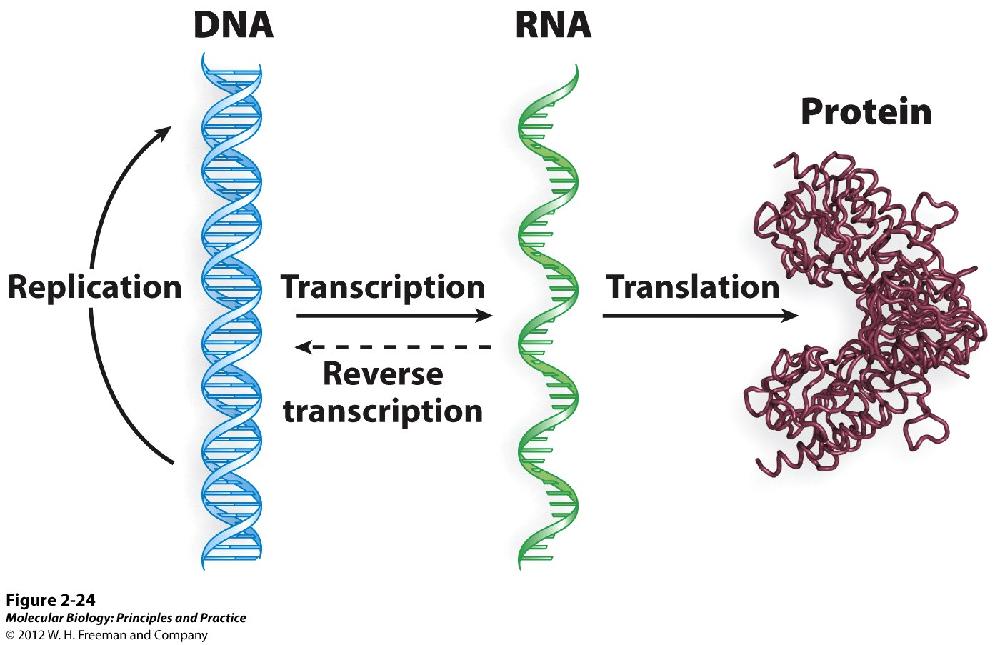 DNA
RNA
Protein
Replication
Transcription
Translation
Reverse
transcription
Figure 2-24
Molecular Biology: Principles and Practice
© 2012 W. H. Freeman and Company